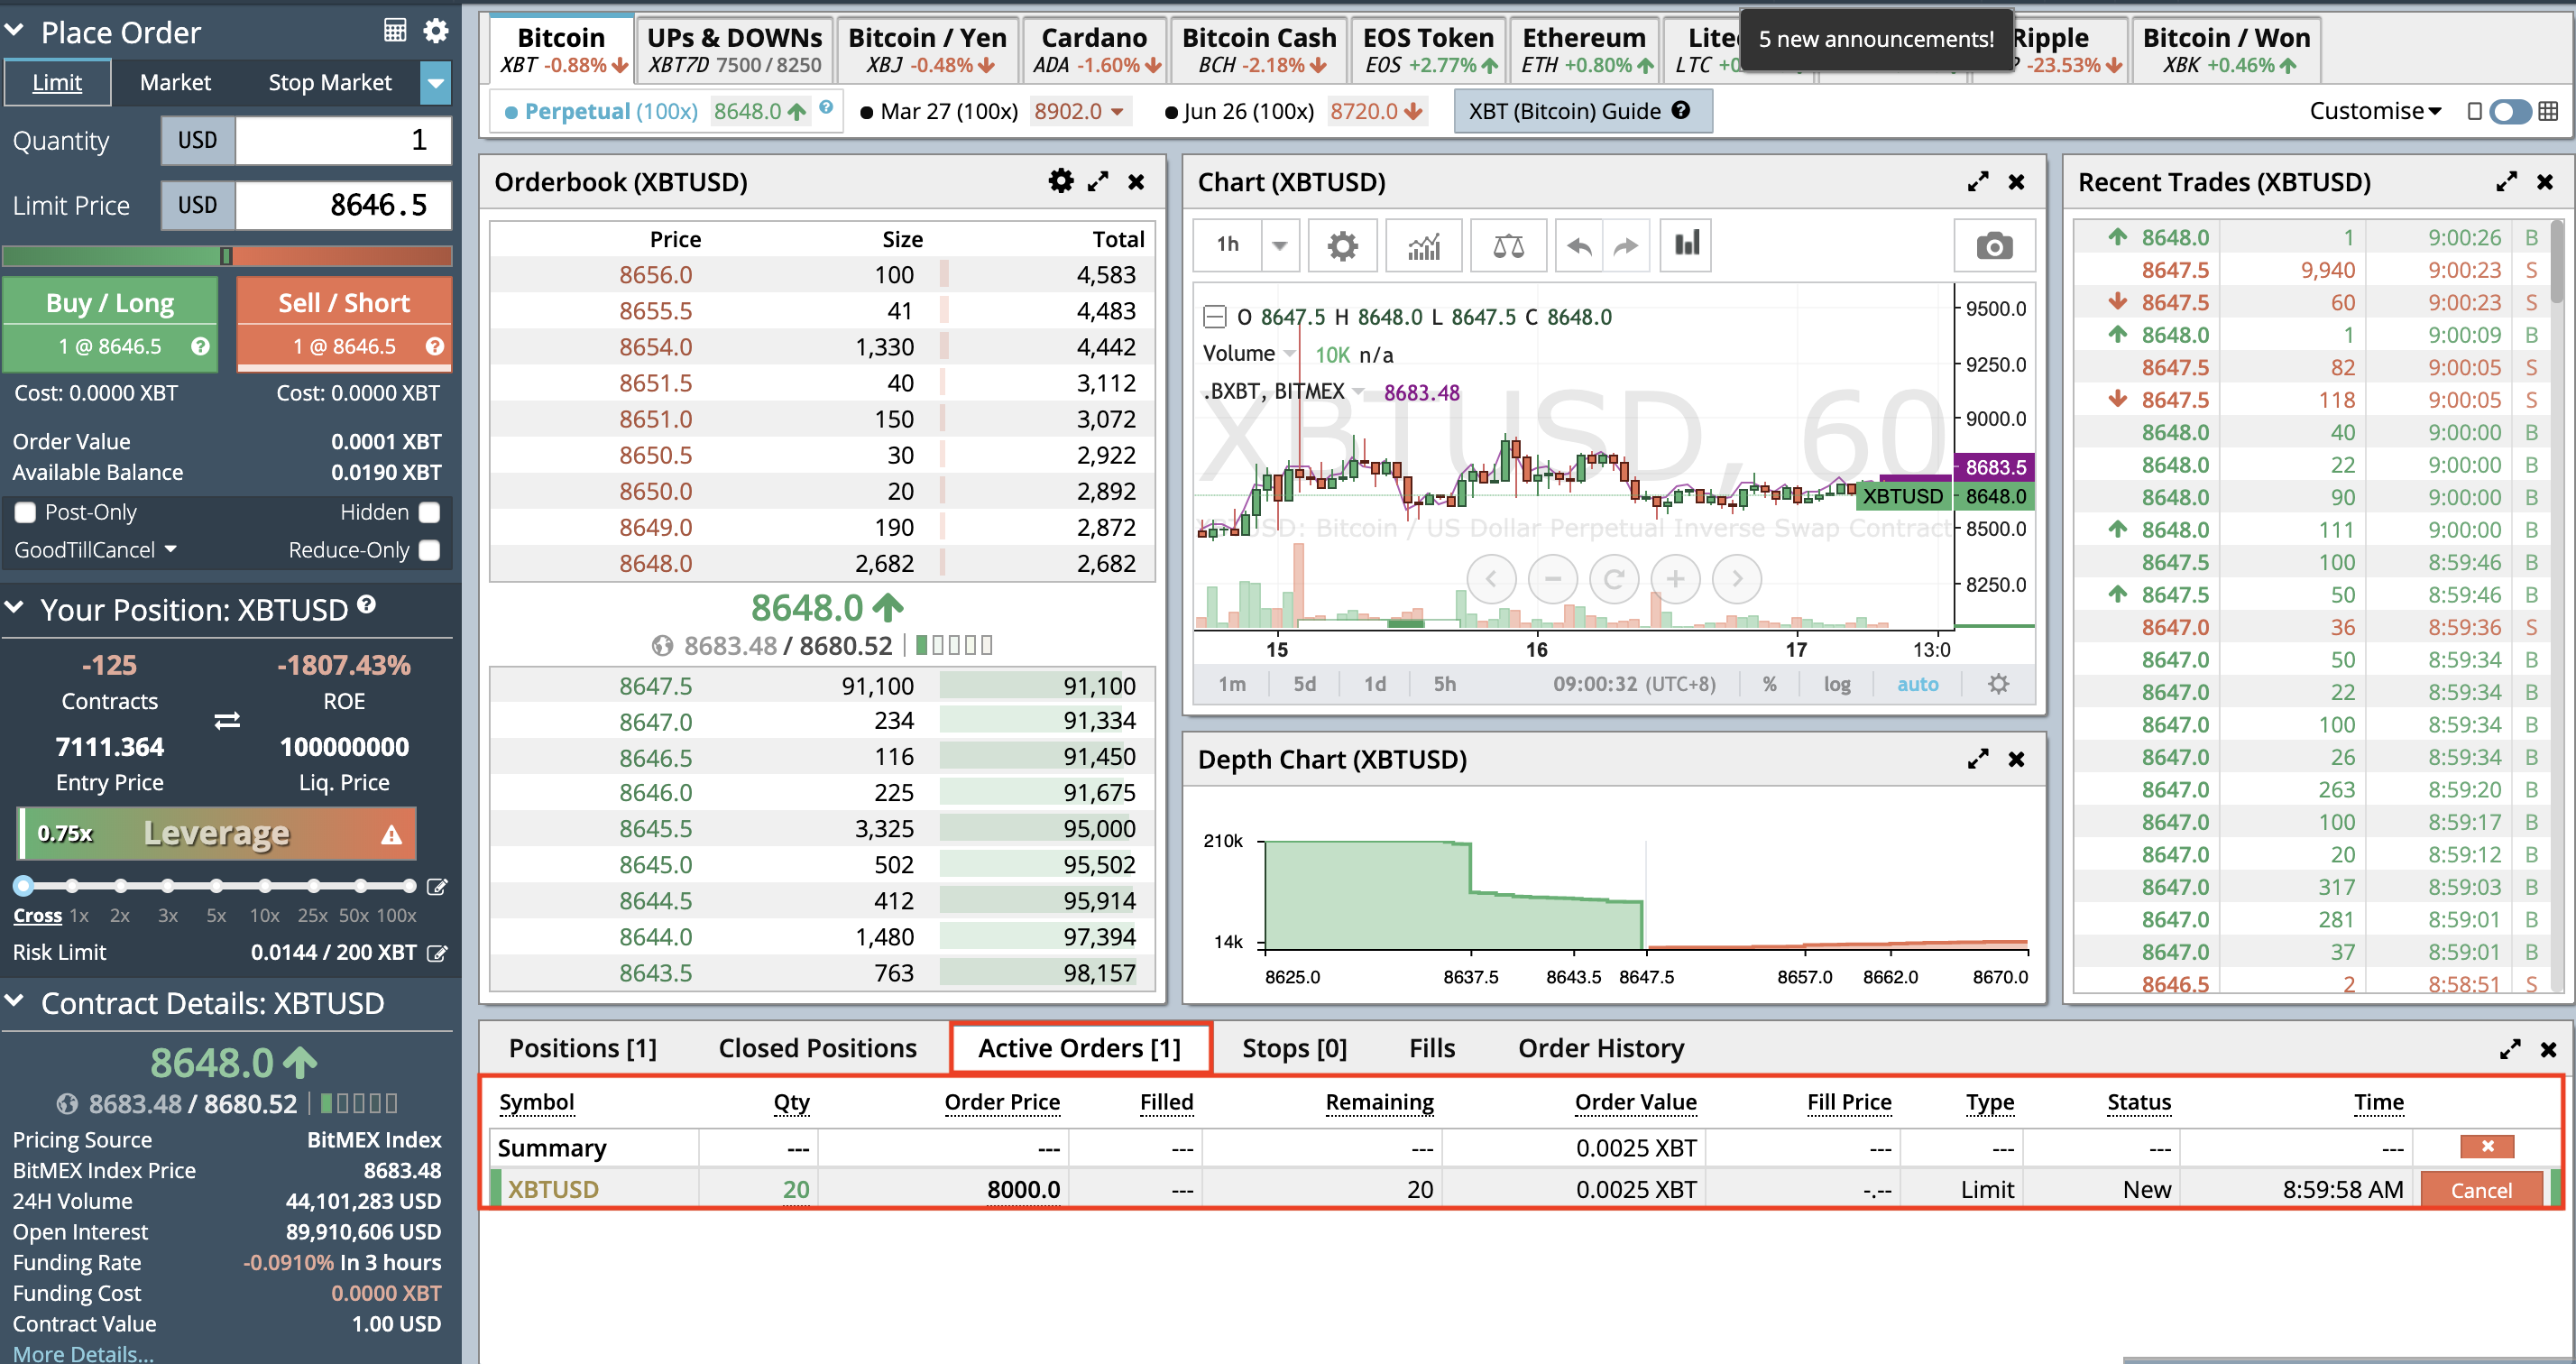 Place Order
Limit Market Stop Market
Quantity USD 1
Limit Price USD 8646.5
Buy / Long
1 @ 8646.5
Sell / Short
1 @ 8646.5
Cost: 0.0000 XBT Cost: 0.0000 XBT
Order Value 0.0001 XBT
Available Balance 0.0190 XBT
Post-Only Hidden
GoodTillCancel Reduce-Only
Your Position: XBTUSD
-125 -1807.43%
Contracts ROE
7111.364 100000000
Entry Price Liq. Price
0.75x Leverage
Cross 1x 2x 3x 5x 10x 25x 50x 100x
Risk Limit 0.0144 / 200 XBT
Contract Details: XBTUSD
8648.0
8683.48 / 8680.52
Pricing Source BitMEX Index
BitMEX Index Price 8683.48
24H Volume 44,101,283 USD
Open Interest 89,910,606 USD
Funding Rate -0.0910% In 3 hours
Funding Cost 0.0000 XBT
Contract Value 1.00 USD
More Details...
Bitcoin
XBT -0.88%
UPs & DOWNs
XBT7D 7500 / 8250
Bitcoin / Yen
XBJ -0.48%
Cardano
ADA -1.60%
Bitcoin Cash
BCH -2.18%
EOS Token
EOS +2.77%
Ethereum
ETH +0.80%
LTC
5 new announcements!
Ripple
-23.53%
Bitcoin / Won
XBK +0.46%
Perpetual (100x) 8648.0 Mar 27 (100x) 8902.0 Jun 26 (100x) 8720.0 XBT (Bitcoin) Guide Customise
Orderbook (XBTUSD)
Price Size Total
8656.0 100 4,583
8655.5 41 4,483
8654.0 1,330 4,442
8651.5 40 3,112
8651.0 150 3,072
8650.5 30 2,922
8650.0 20 2,892
8649.0 190 2,872
8648.0 2,682 2,682
8648.0
8683.48 / 8680.52
8647.5 91,100 91,100
8647.0 234 91,334
8646.5 116 91,450
8646.0 225 91,675
8645.5 3,325 95,000
8645.0 502 95,502
8644.5 412 95,914
8644.0 1,480 97,394
8643.5 763 98,157
Chart (XBTUSD)
1h
O 8647.5 H 8648.0 L 8647.5 C 8648.0
Volume 10K n/a
.BXBT, BITMEX 8683.48
XBTUSD, 60
USD: Bitcoin / US Dollar Perpetual Inverse Swap Contract
9500.0
9250.0
9000.0
8683.5
XBTUSD 8648.0
8500.0
8250.0
15 16 17 13:0
1m 5d 1d 5h 09:00:32 (UTC+8) % log auto
Depth Chart (XBTUSD)
210k
14k
8625.0 8637.5 8643.5 8647.5 8657.0 8662.0 8670.0
Recent Trades (XBTUSD)
8648.0 1 9:00:26 B
8647.5 9,940 9:00:23 S
8647.5 60 9:00:23 S
8648.0 1 9:00:09 B
8647.5 82 9:00:05 S
8647.5 118 9:00:05 S
8648.0 40 9:00:00 B
8648.0 22 9:00:00 B
8648.0 90 9:00:00 B
8648.0 111 9:00:00 B
8647.5 100 8:59:46 B
8647.5 50 8:59:46 B
8647.0 36 8:59:36 S
8647.0 50 8:59:34 B
8647.0 22 8:59:34 B
8647.0 100 8:59:34 B
8647.0 26 8:59:34 B
8647.0 263 8:59:20 B
8647.0 100 8:59:17 B
8647.0 20 8:59:12 B
8647.0 317 8:59:03 B
8647.0 281 8:59:01 B
8647.0 37 8:59:01 B
8646.5 2 8:58:51 S
Positions [1] Closed Positions Active Orders [1] Stops [0] Fills Order History
Symbol Qty Order Price Filled Remaining Order Value Fill Price Type Status Time
Summary --- --- --- --- 0.0025 XBT --- --- --- ---
XBTUSD 20 8000.0 --- 20 0.0025 XBT -.-- Limit New 8:59:58 AM Cancel